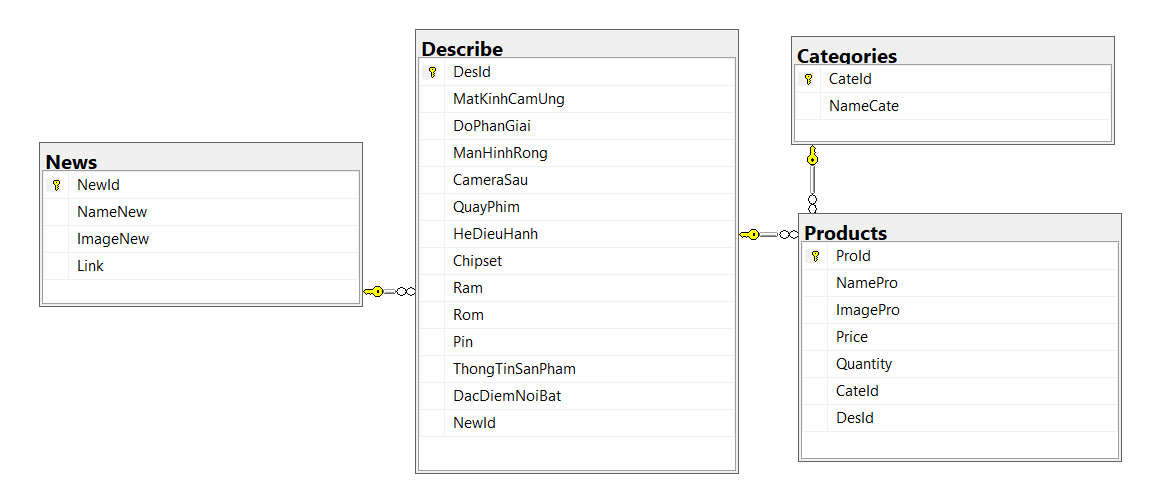 News
NewId
NameNew
ImageNew
Link
Describe
DesId
MatKinhCamUng
DoPhanGiai
ManHinhRong
CameraSau
QuayPhim
HeDieuHanh
Chipset
Ram
Rom
Pin
ThongTinSanPham
DacDiemNoiBat
NewId
Categories
CateId
NameCate
Products
ProId
NamePro
ImagePro
Price
Quantity
CateId
DesId